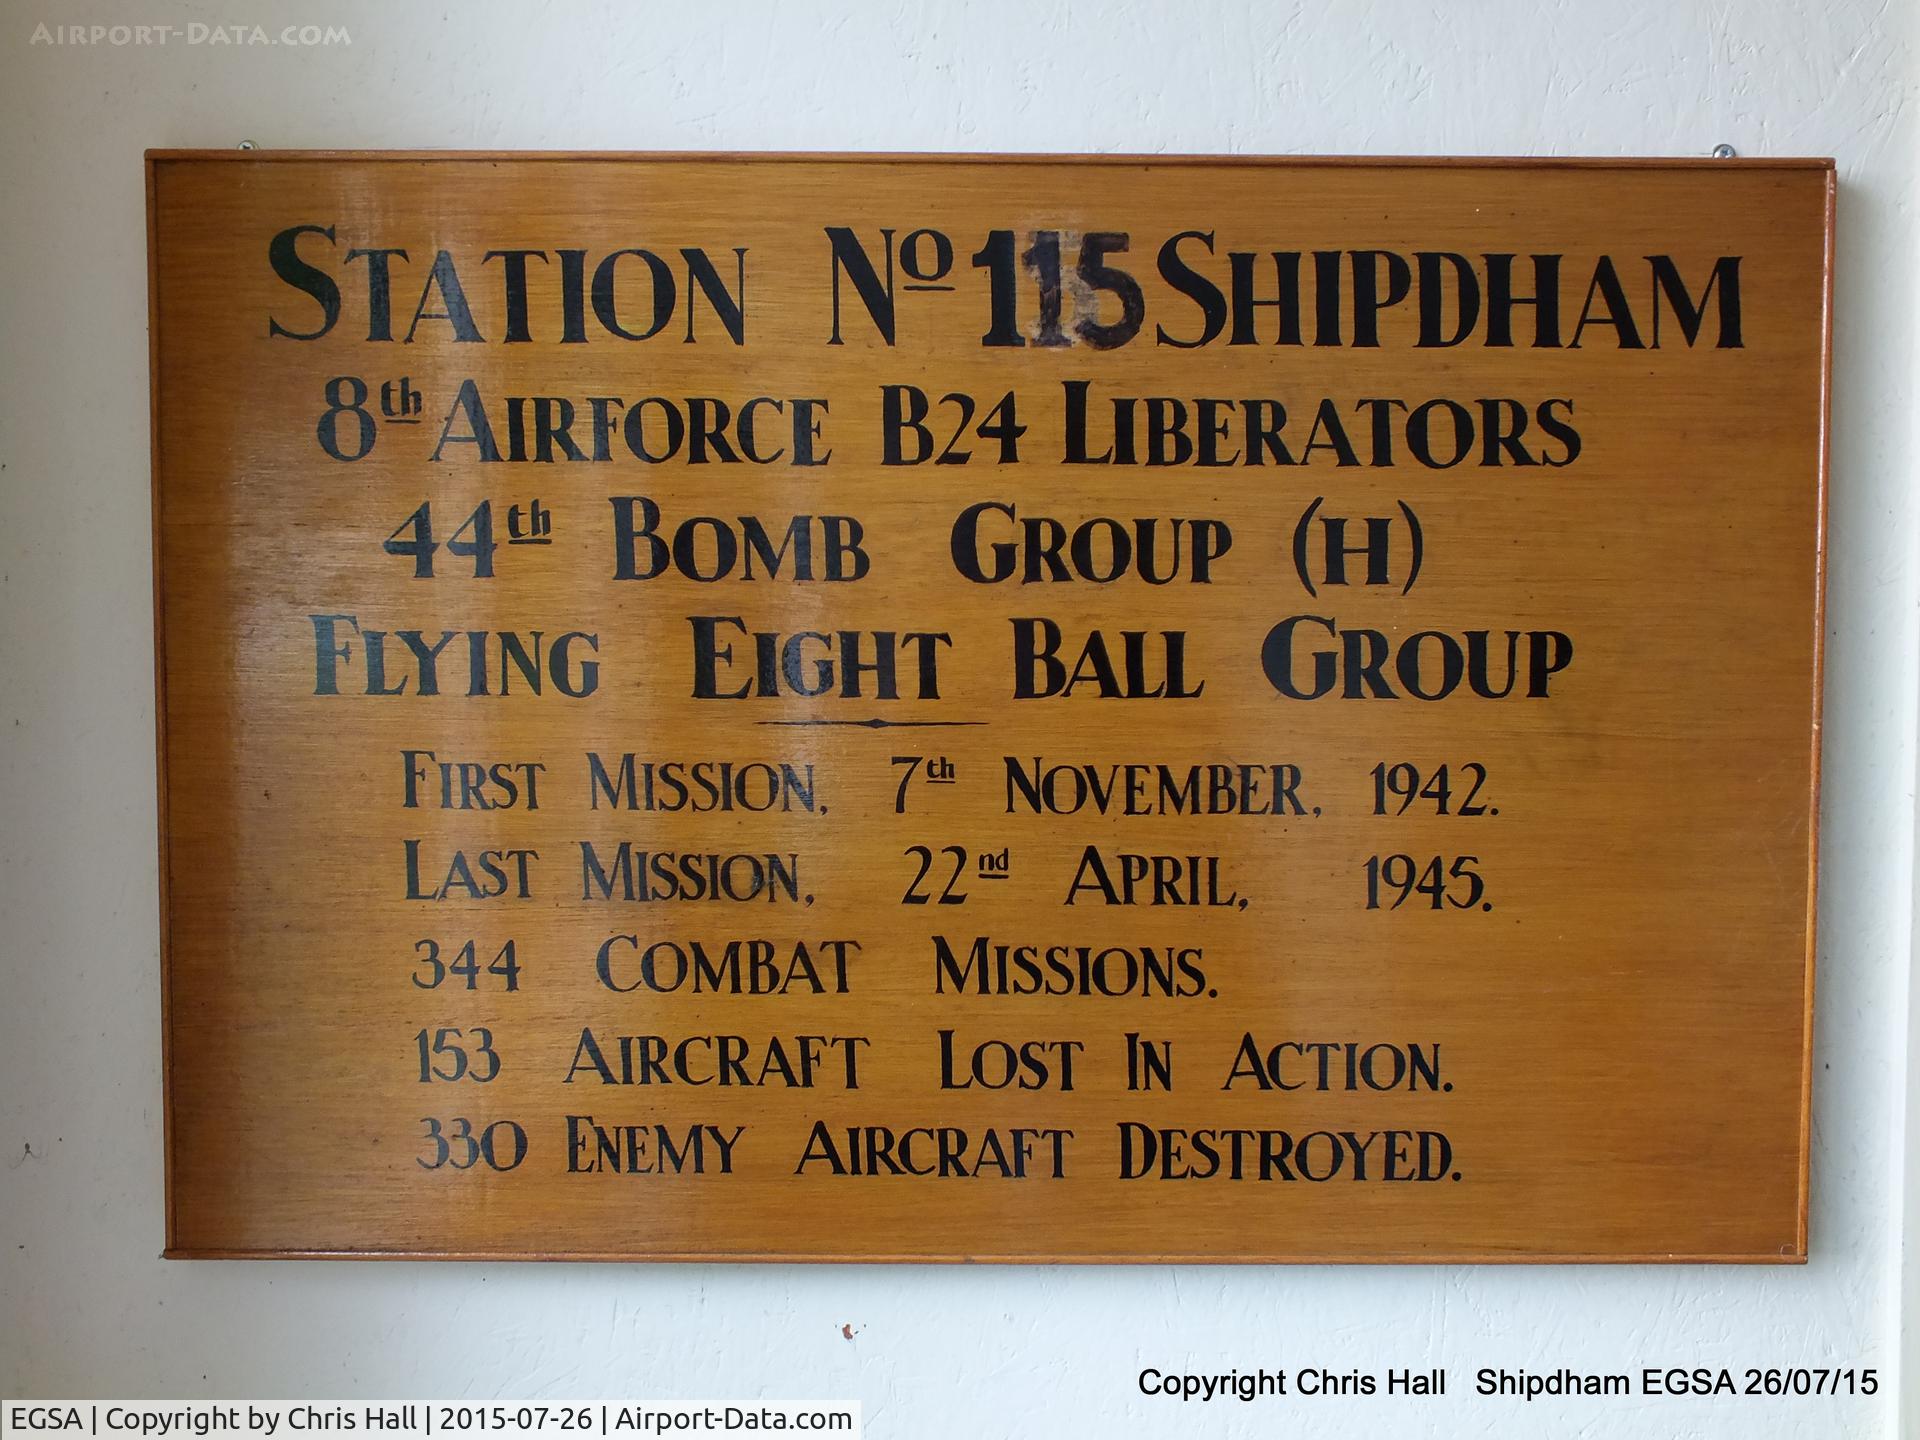 AIRPORT-DATA.COM
STATION No 115 SHIPDHAM
8th AIRFORCE B24 LIBERATORS
44th BOMB GROUP (H)
FLYING EIGHT BALL GROUP
FIRST MISSION, 7th NOVEMBER, 1942.
LAST MISSION, 22nd APRIL, 1945.
344 COMBAT MISSIONS.
153 AIRCRAFT LOST IN ACTION.
330 ENEMY AIRCRAFT DESTROYED.
Copyright Chris Hall Shipdham EGSA 26/07/15
EGSA | Copyright by Chris Hall | 2015-07-26 | Airport-Data.com